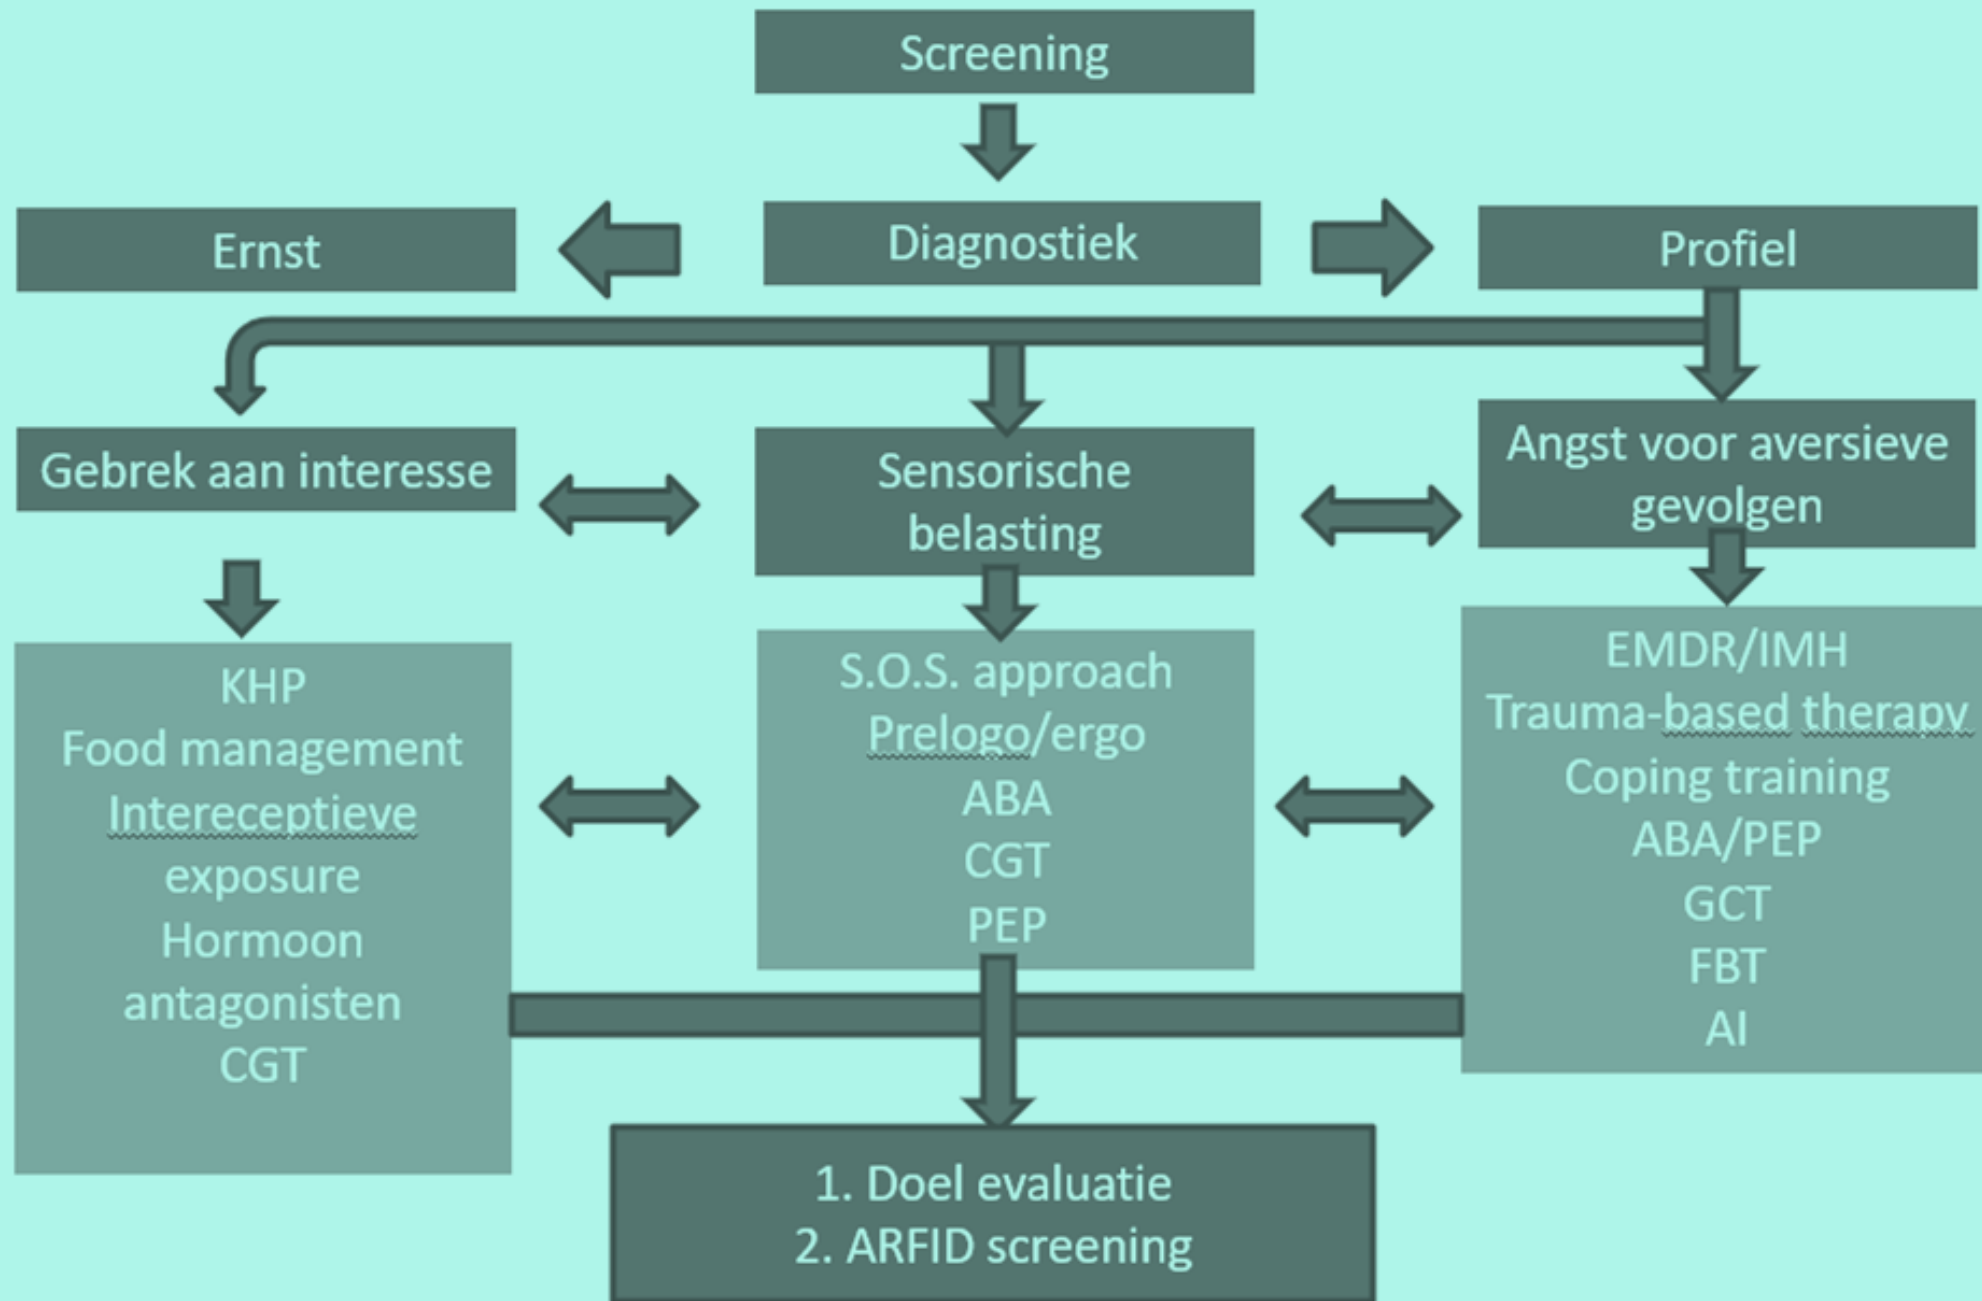 Screening
Ernst
Diagnostiek
Profiel
Gebrek aan interesse
Sensorische
belasting
Angst voor aversieve
gevolgen
KHP
Food management
Intereceptieve
exposure
Hormoon
antagonisten
CGT
S.O.S. approach
Prelogo/ergo
ABA
CGT
PEP
EMDR/IMH
Trauma-based therapy
Coping training
ABA/PEP
GCT
FBT
AI
1. Doel evaluatie
2. ARFID screening